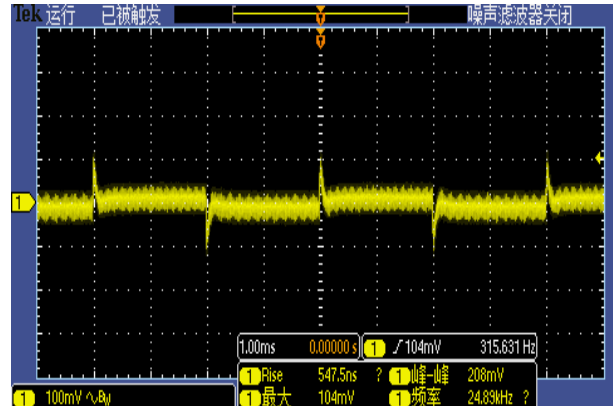 Tek 运行 已被触发 噪声滤波器关闭
1
1.00ms 0.00000 s 1 104mV 315.631 Hz
1 Rise 547.5ns ? 1 峰-峰 208mV
1 最大 104mV 1 频率 24.89kHz ?
1 100mV BW